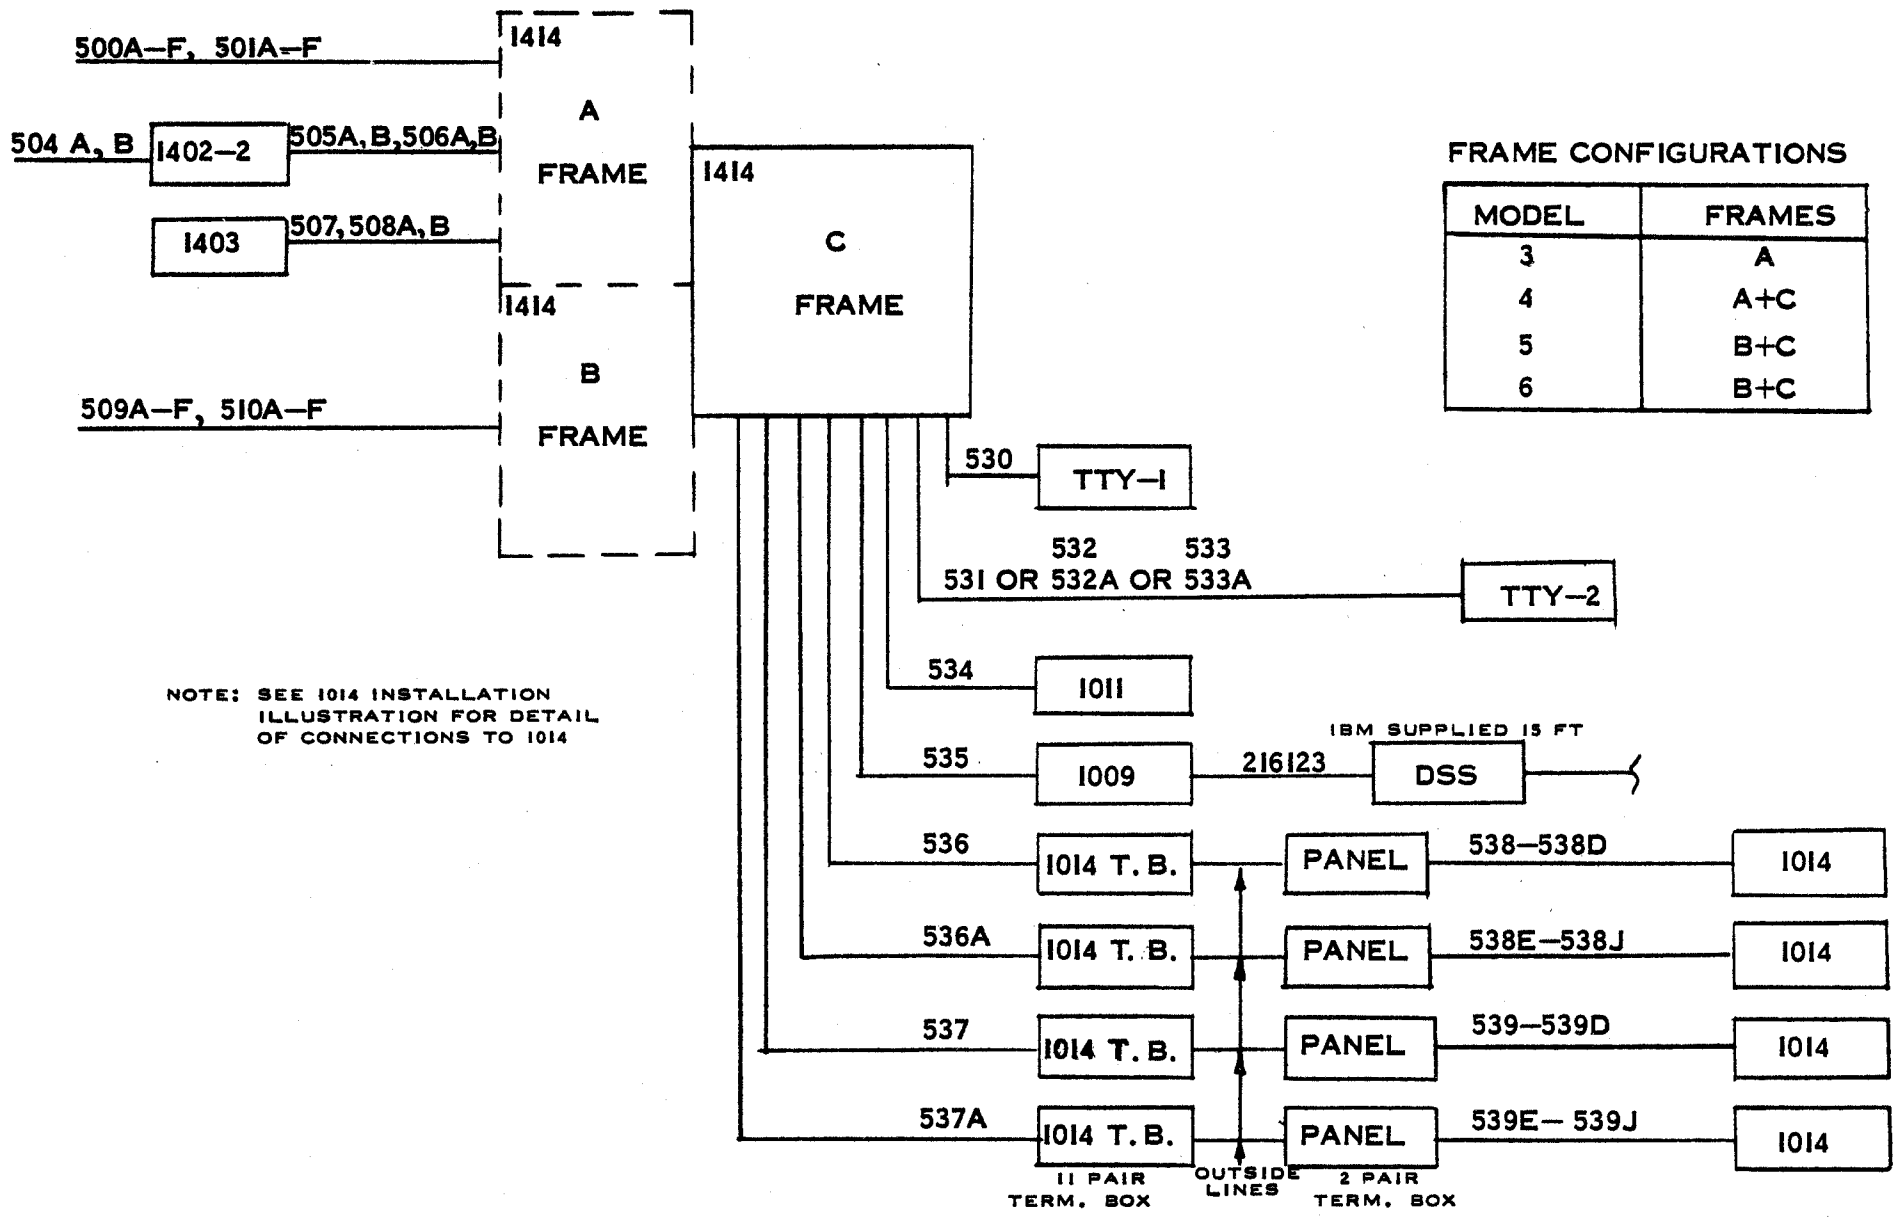 500A–F, 501A–F
1414
A
FRAME
504 A, B
1402–2
505A, B, 506A, B
1403
507, 508A, B
1414
C
FRAME
1414
B
FRAME
509A–F, 510A–F
FRAME CONFIGURATIONS
MODEL FRAMES
3 A
4 A+C
5 B+C
6 B+C
530
TTY–1
532 533
531 OR 532A OR 533A
TTY–2
534
1011
NOTE: SEE 1014 INSTALLATION
ILLUSTRATION FOR DETAIL
OF CONNECTIONS TO 1014
IBM SUPPLIED 15 FT
535
1009
216123
DSS
536
1014 T. B.
PANEL
538–538D
1014
536A
1014 T. B.
PANEL
538E–538J
1014
537
1014 T. B.
PANEL
539–539D
1014
537A
1014 T. B.
PANEL
539E–539J
1014
11 PAIR
TERM. BOX
OUTSIDE
LINES
2 PAIR
TERM. BOX